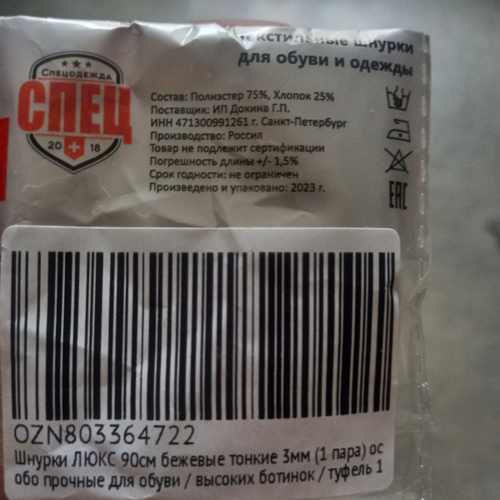 текстильные шнурки
для обуви и одежды
Спецодежда
СПЕЦ
20 18
Состав: Полиэстер 75%, Хлопок 25%
Поставщик: ИП Докина Г.П.
ИНН 471300991261 г. Санкт-Петербург
Производство: Россия
Товар не подлежит сертификации
Погрешность длины +/- 1,5%
Срок годности: не ограничен
Произведено и упаковано: 2023 г.
EAC
OZN803364722
Шнурки ЛЮКС 90см бежевые тонкие 3мм (1 пара) ос
обо прочные для обуви / высоких ботинок / туфель 1